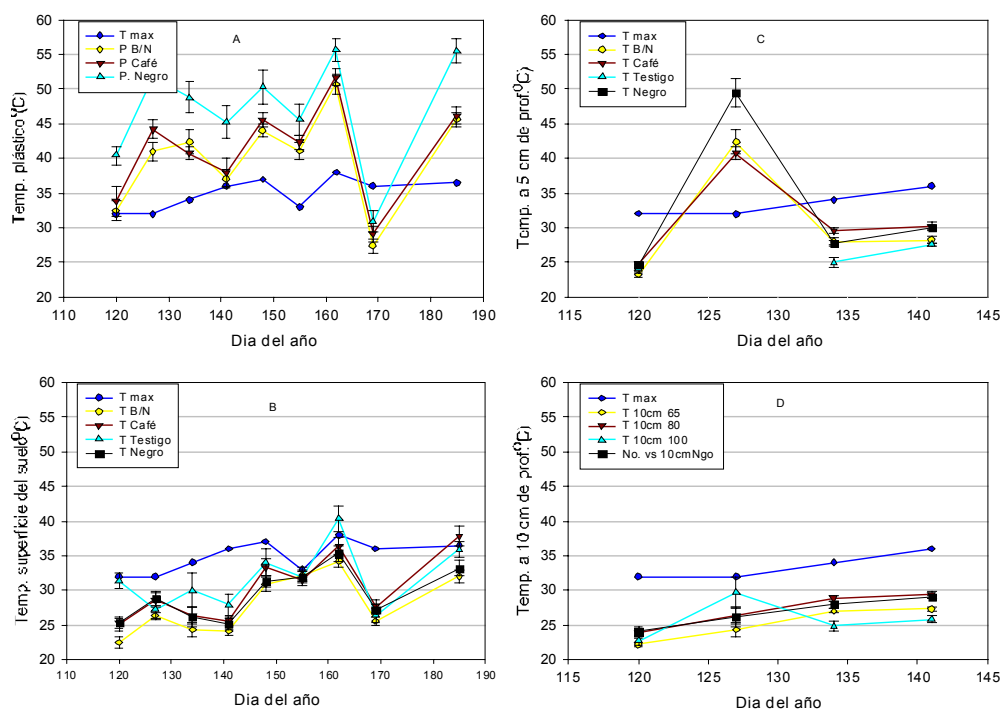 A
T max
P B/N
P Café
P. Negro
Temp. plástico (ºC)
60
55
50
45
40
35
30
25
20
110 120 130 140 150 160 170 180 190
Dia del año
C
T max
T B/N
T Café
T Testigo
T Negro
Temp. a 5 cm de prof. (ºC)
60
55
50
45
40
35
30
25
20
115 120 125 130 135 140 145
Dia del año
B
T max
T B/N
T Café
T Testigo
T Negro
Temp. superficie del suelo (ºC)
60
55
50
45
40
35
30
25
20
110 120 130 140 150 160 170 180 190
Dia del año
D
T max
T 10cm 65
T 10cm 80
T 10cm 100
No. vs 10cmNgo
Temp. a 10 cm de prof. (ºC)
60
55
50
45
40
35
30
25
20
115 120 125 130 135 140 145
Dia del año